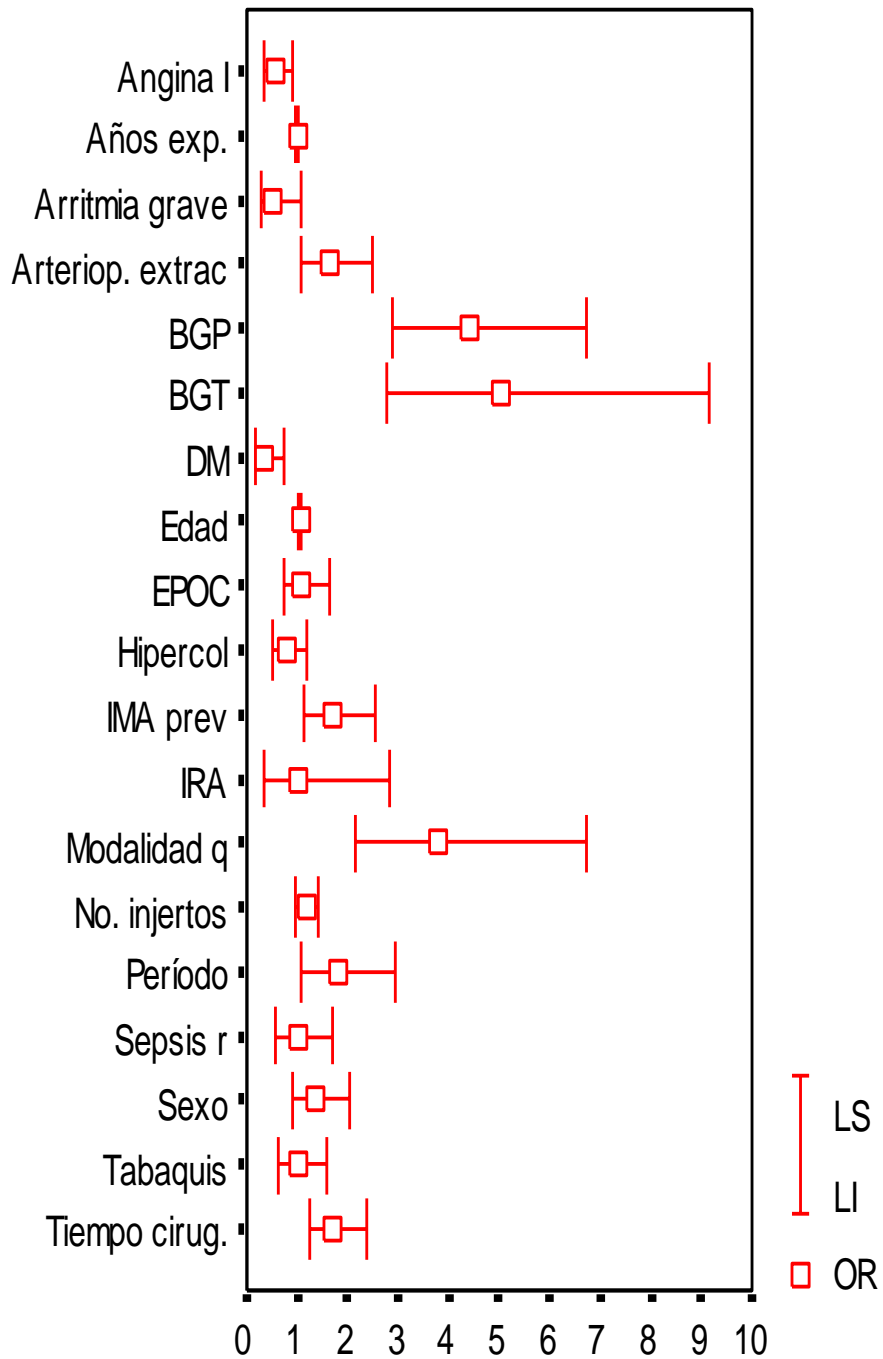 Angina I
Años exp.
Arritmia grave
Arteriop. extrac
BGP
BGT
DM
Edad
EPOC
Hipercol
IMA prev
IRA
Modalidad q
No. injertos
Período
Sepsis r
Sexo
Tabaquis
Tiempo cirug.
LS
LI
OR
0 1 2 3 4 5 6 7 8 9 10